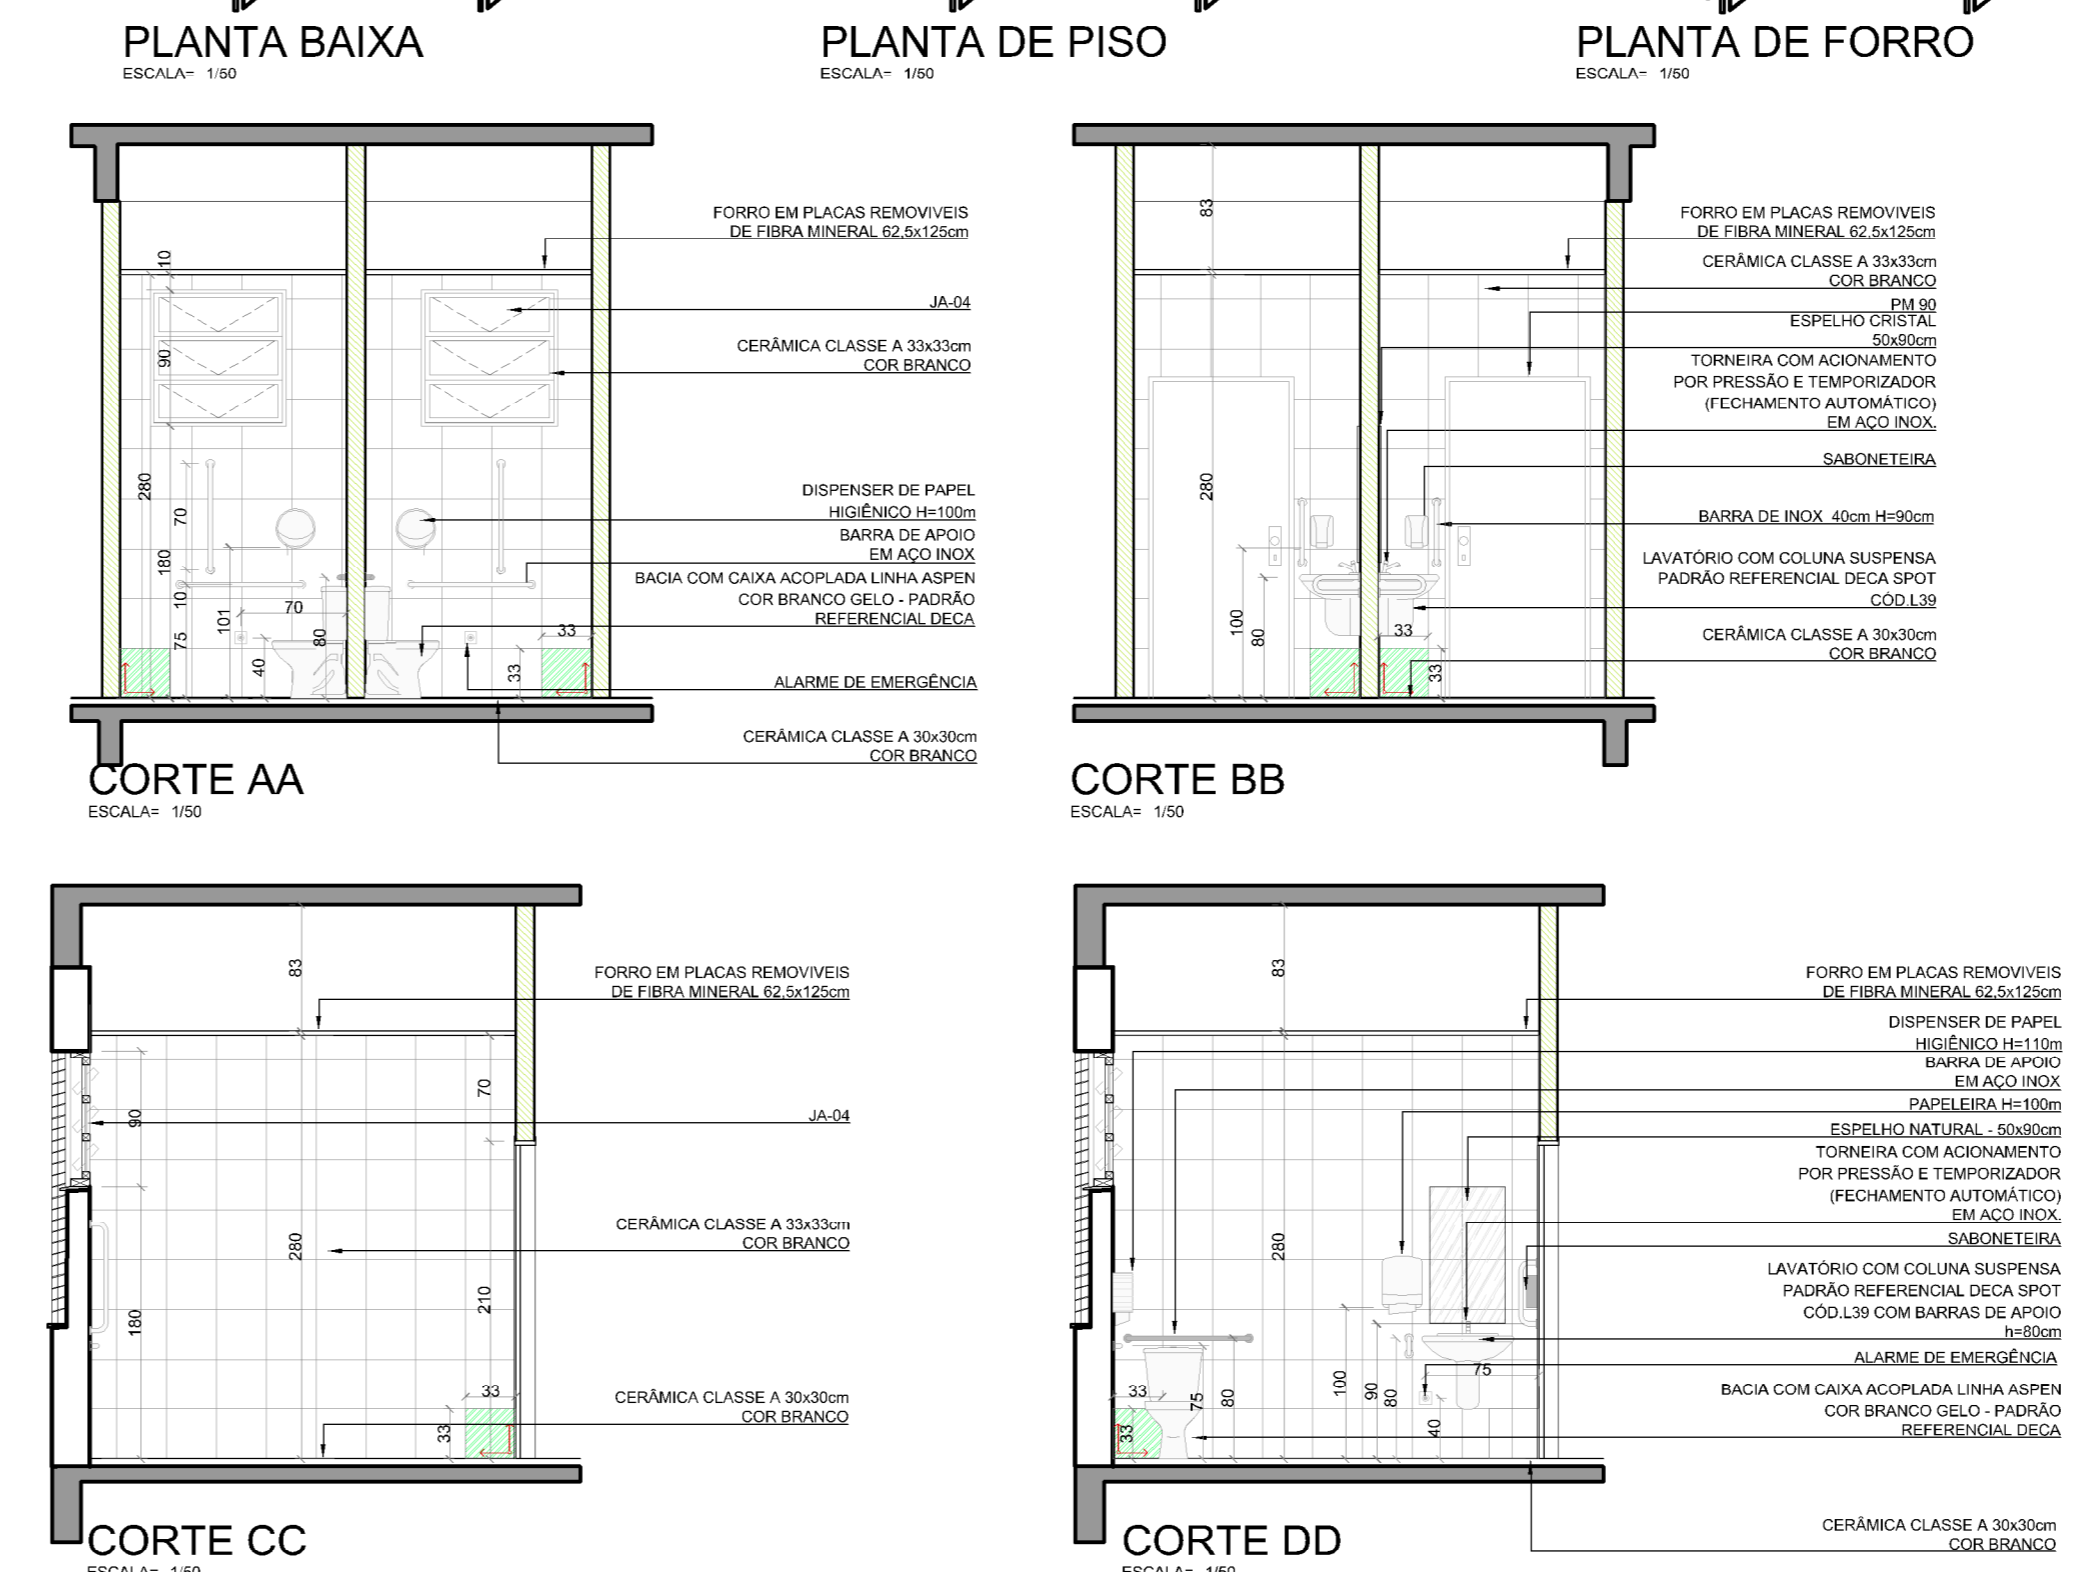 PLANTA BAIXA
ESCALA= 1/50
PLANTA DE PISO
ESCALA= 1/50
PLANTA DE FORRO
ESCALA= 1/50
FORRO EM PLACAS REMOVIVEIS
DE FIBRA MINERAL 62,5x125cm
JA-04
CERÂMICA CLASSE A 33x33cm
COR BRANCO
DISPENSER DE PAPEL
HIGIÊNICO H=100m
BARRA DE APOIO
EM AÇO INOX
BACIA COM CAIXA ACOPLADA LINHA ASPEN
COR BRANCO GELO - PADRÃO
REFERENCIAL DECA
ALARME DE EMERGÊNCIA
CERÂMICA CLASSE A 30x30cm
COR BRANCO
10
90
280
70
180
10
101
75
70
80
40
33
33
CORTE AA
ESCALA= 1/50
FORRO EM PLACAS REMOVIVEIS
DE FIBRA MINERAL 62,5x125cm
CERÂMICA CLASSE A 33x33cm
COR BRANCO
PM 90
ESPELHO CRISTAL
50x90cm
TORNEIRA COM ACIONAMENTO
POR PRESSÃO E TEMPORIZADOR
(FECHAMENTO AUTOMÁTICO)
EM AÇO INOX.
SABONETEIRA
BARRA DE INOX 40cm H=90cm
LAVATÓRIO COM COLUNA SUSPENSA
PADRÃO REFERENCIAL DECA SPOT
CÓD.L39
CERÂMICA CLASSE A 30x30cm
COR BRANCO
83
280
100
80
33
33
CORTE BB
ESCALA= 1/50
FORRO EM PLACAS REMOVIVEIS
DE FIBRA MINERAL 62,5x125cm
JA-04
CERÂMICA CLASSE A 33x33cm
COR BRANCO
CERÂMICA CLASSE A 30x30cm
COR BRANCO
83
90
70
280
210
180
33
33
CORTE CC
ESCALA= 1/50
FORRO EM PLACAS REMOVIVEIS
DE FIBRA MINERAL 62,5x125cm
DISPENSER DE PAPEL
HIGIÊNICO H=110m
BARRA DE APOIO
EM AÇO INOX
PAPELEIRA H=100m
ESPELHO NATURAL - 50x90cm
TORNEIRA COM ACIONAMENTO
POR PRESSÃO E TEMPORIZADOR
(FECHAMENTO AUTOMÁTICO)
EM AÇO INOX.
SABONETEIRA
LAVATÓRIO COM COLUNA SUSPENSA
PADRÃO REFERENCIAL DECA SPOT
CÓD.L39 COM BARRAS DE APOIO
h=80cm
ALARME DE EMERGÊNCIA
BACIA COM CAIXA ACOPLADA LINHA ASPEN
COR BRANCO GELO - PADRÃO
REFERENCIAL DECA
CERÂMICA CLASSE A 30x30cm
COR BRANCO
83
280
33
33
75
80
100
90
80
75
40
CORTE DD
ESCALA= 1/50